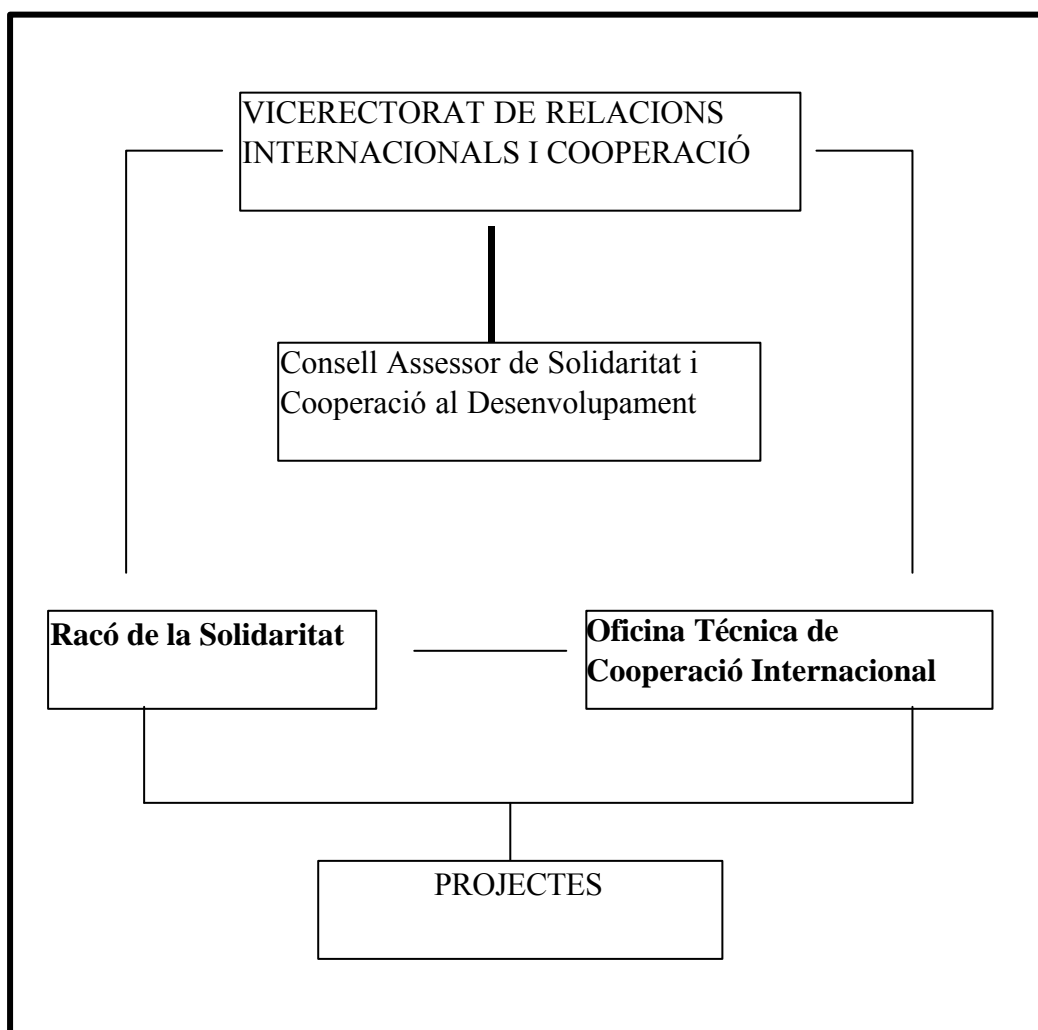 VICERECTORAT DE RELACIONS
INTERNACIONALS I COOPERACIÓ
Consell Assessor de Solidaritat i
Cooperació al Desenvolupament
Racó de la Solidaritat
Oficina Técnica de
Cooperació Internacional
PROJECTES